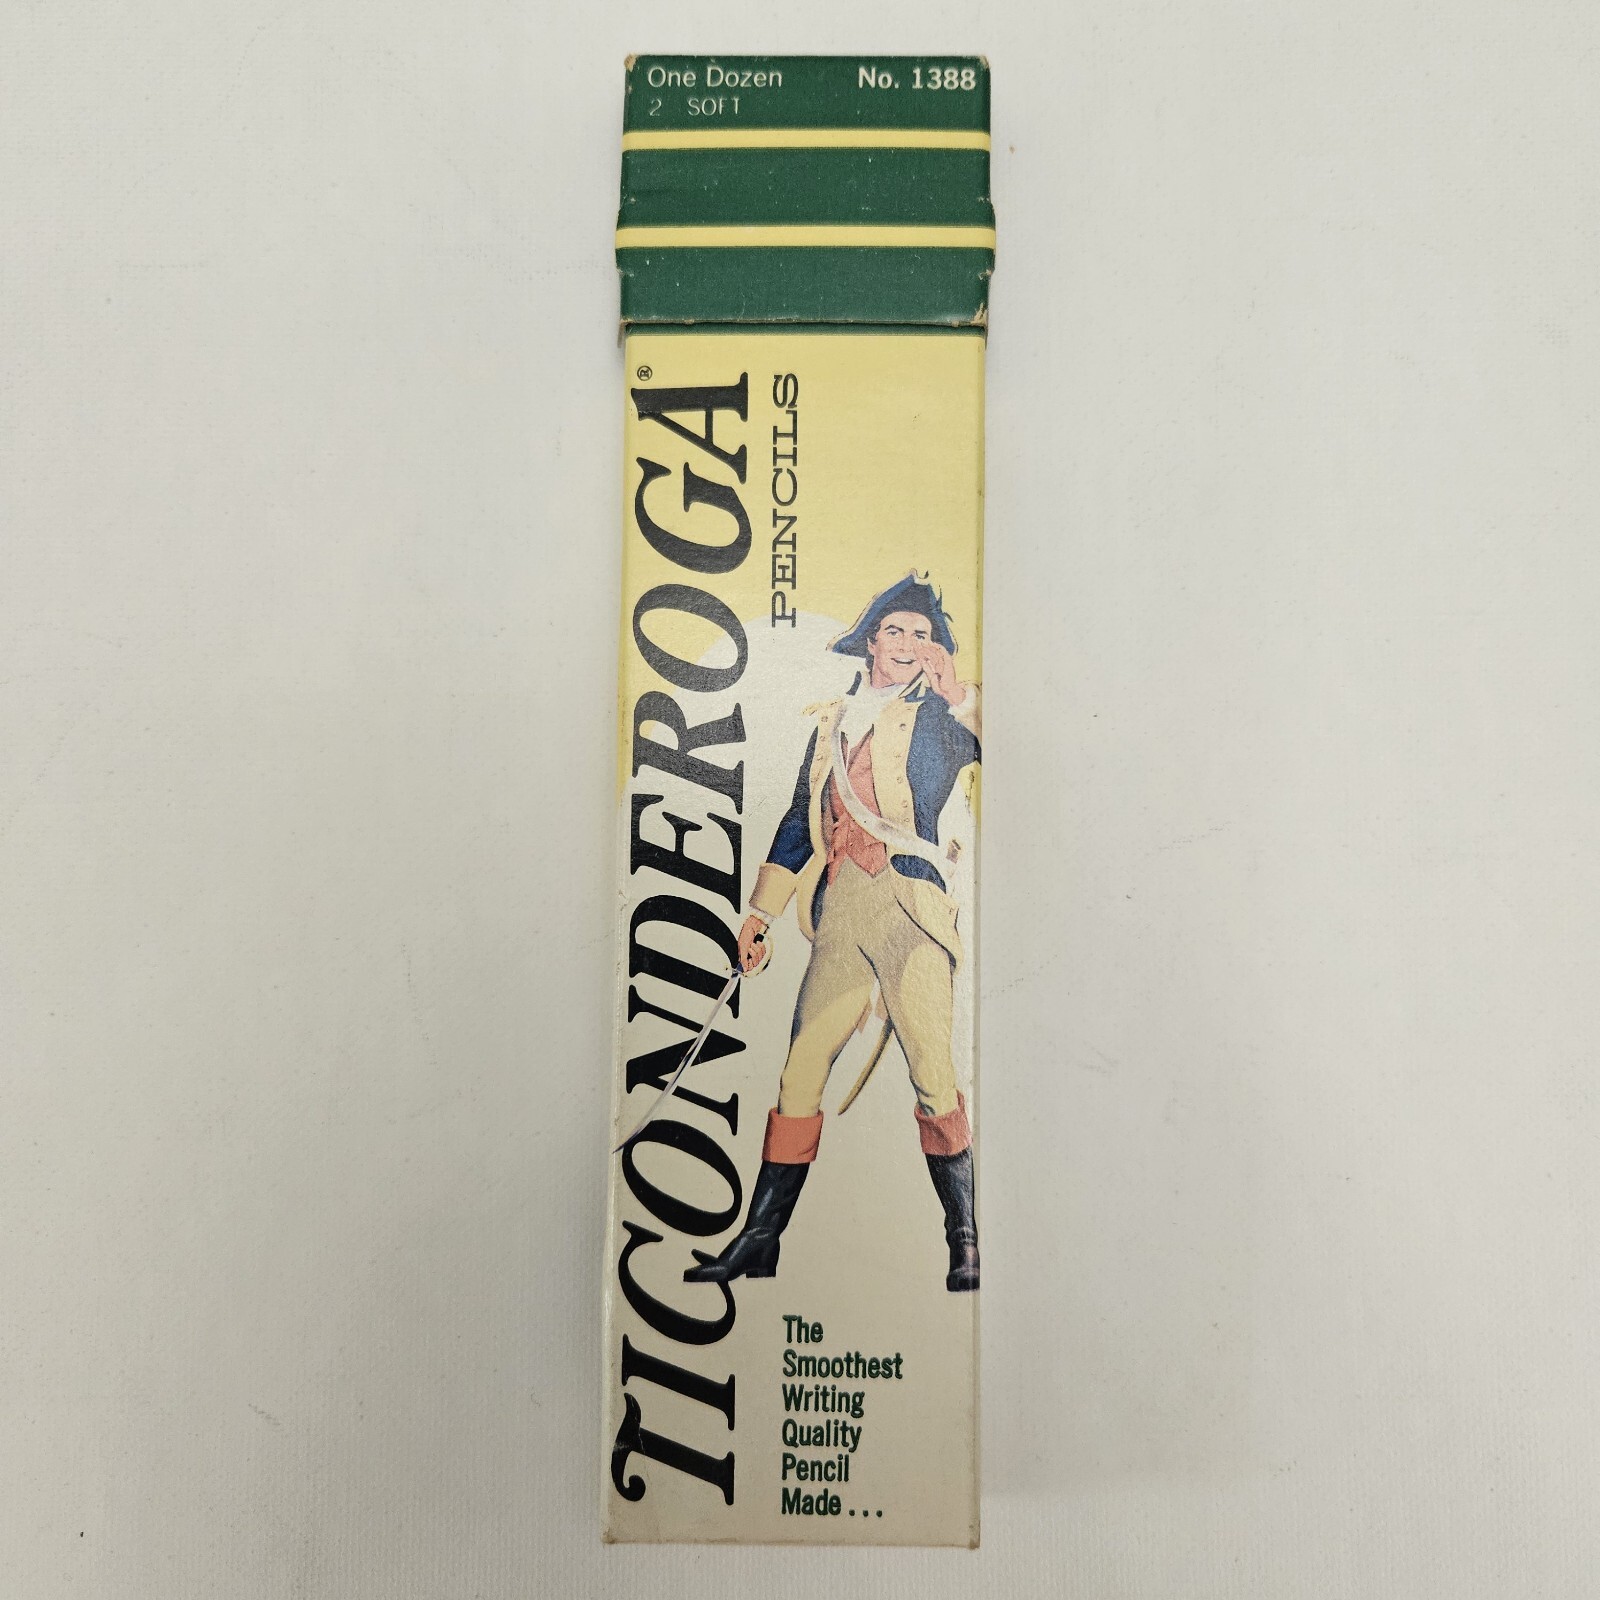 One Dozen No. 1388
2 SOFT
TICONDEROGA®
PENCILS
The
Smoothest
Writing
Quality
Pencil
Made...